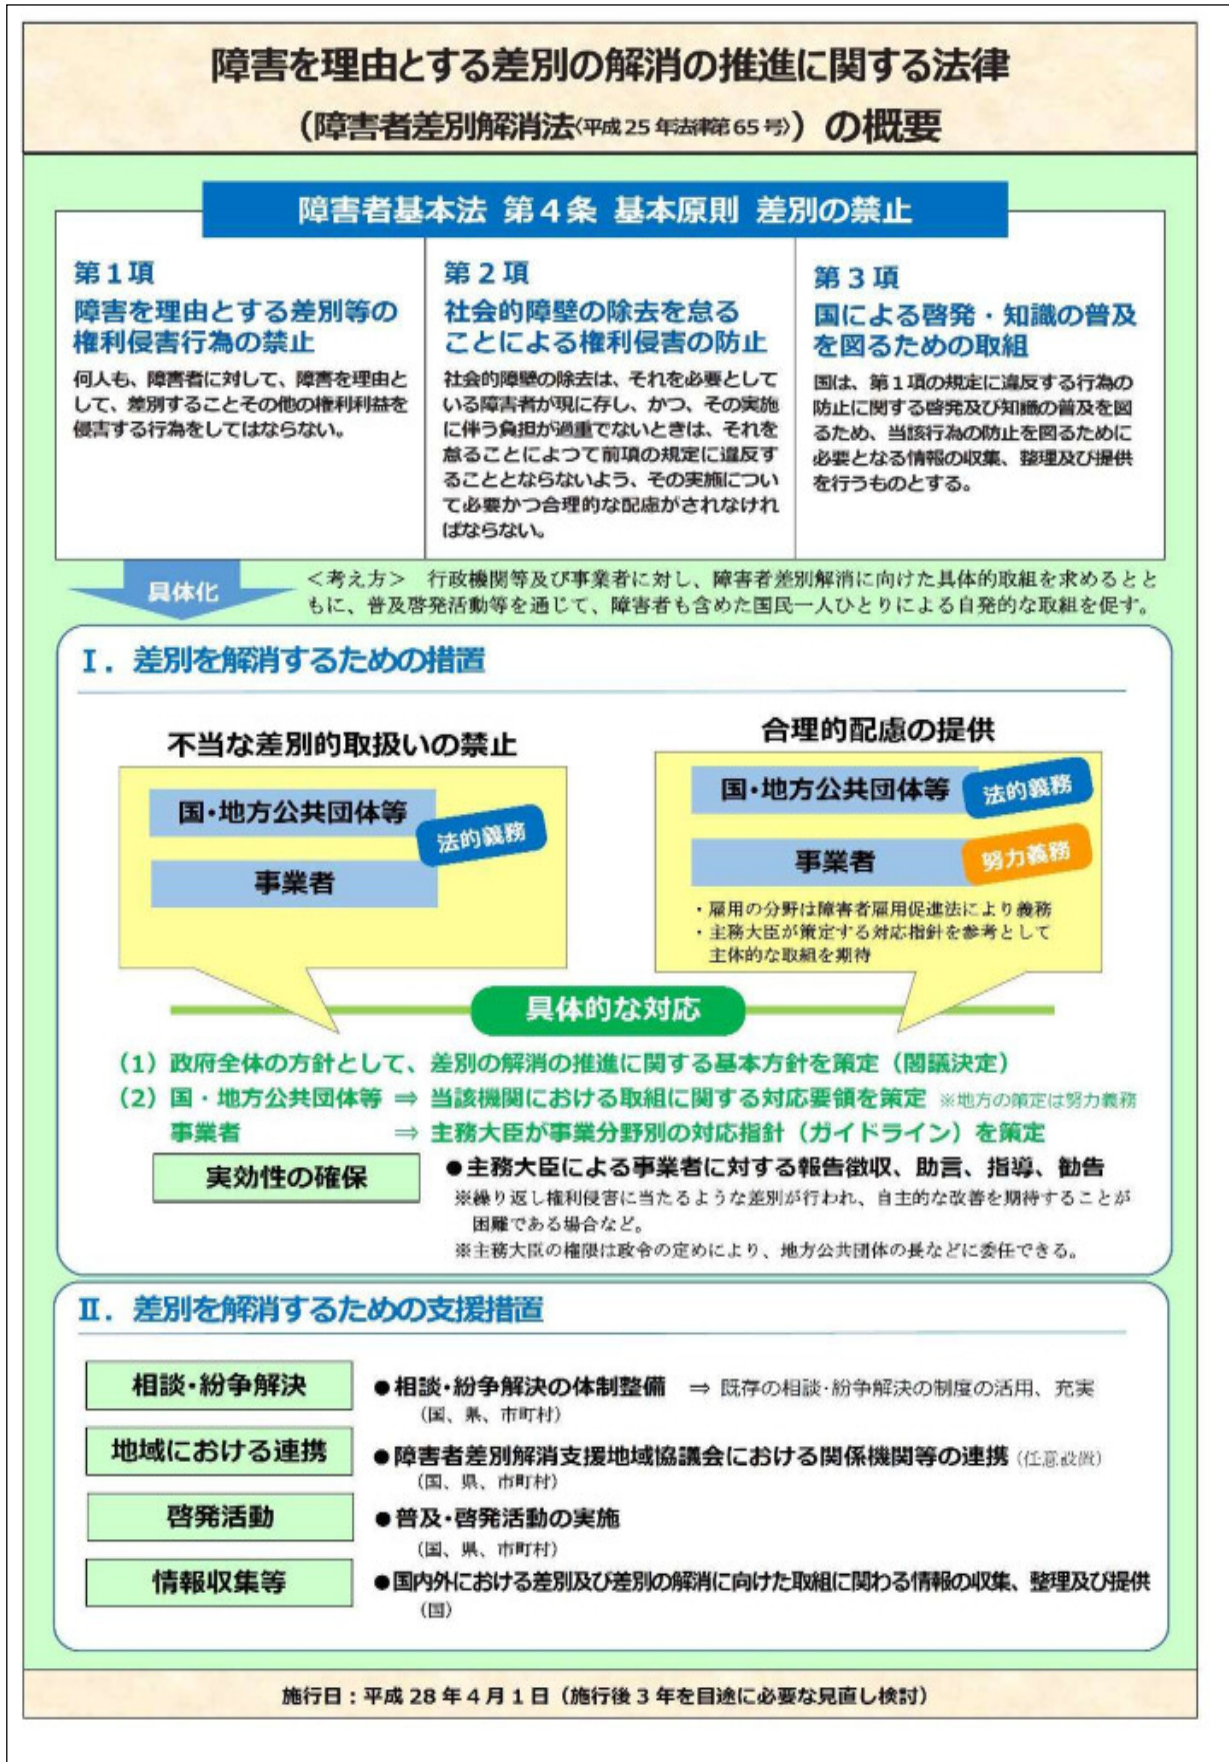 障害を理由とする差別の解消の推進に関する法律
（障害者差別解消法〈平成25年法律第65号〉）の概要
障害者基本法 第4条 基本原則 差別の禁止
第1項
障害を理由とする差別等の
権利侵害行為の禁止
何人も、障害者に対して、障害を理由と
して、差別することその他の権利利益を
侵害する行為をしてはならない。
第2項
社会的障壁の除去を怠る
ことによる権利侵害の防止
社会的障壁の除去は、それを必要として
いる障害者が現に存し、かつ、その実施
に伴う負担が過重でないときは、それを
怠ることによつて前項の規定に違反す
ることとならないよう、その実施につい
て必要かつ合理的な配慮がされなけれ
ばならない。
第3項
国による啓発・知識の普及
を図るための取組
国は、第1項の規定に違反する行為の
防止に関する啓発及び知識の普及を図
るため、当該行為の防止を図るために
必要となる情報の収集、整理及び提供
を行うものとする。
具体化
＜考え方＞　行政機関等及び事業者に対し、障害者差別解消に向けた具体的取組を求めるとと
もに、普及啓発活動等を通じて、障害者も含めた国民一人ひとりによる自発的な取組を促す。
Ⅰ．差別を解消するための措置
不当な差別的取扱いの禁止
国・地方公共団体等
法的義務
事業者
合理的配慮の提供
国・地方公共団体等
法的義務
事業者
努力義務
・雇用の分野は障害者雇用促進法により義務
・主務大臣が策定する対応指針を参考として
主体的な取組を期待
具体的な対応
（1）政府全体の方針として、差別の解消の推進に関する基本方針を策定（閣議決定）
（2）国・地方公共団体等 ⇒ 当該機関における取組に関する対応要領を策定 ※地方の策定は努力義務
事業者 ⇒ 主務大臣が事業分野別の対応指針（ガイドライン）を策定
実効性の確保
●主務大臣による事業者に対する報告徴収、助言、指導、勧告
※繰り返し権利侵害に当たるような差別が行われ、自主的な改善を期待することが
困難である場合など。
※主務大臣の権限は政令の定めにより、地方公共団体の長などに委任できる。
Ⅱ．差別を解消するための支援措置
相談・紛争解決
●相談・紛争解決の体制整備 ⇒ 既存の相談・紛争解決の制度の活用、充実
（国、県、市町村）
地域における連携
●障害者差別解消支援地域協議会における関係機関等の連携（任意設置）
（国、県、市町村）
啓発活動
●普及・啓発活動の実施
（国、県、市町村）
情報収集等
●国内外における差別及び差別の解消に向けた取組に関わる情報の収集、整理及び提供
（国）
施行日：平成28年4月1日（施行後3年を目途に必要な見直し検討）